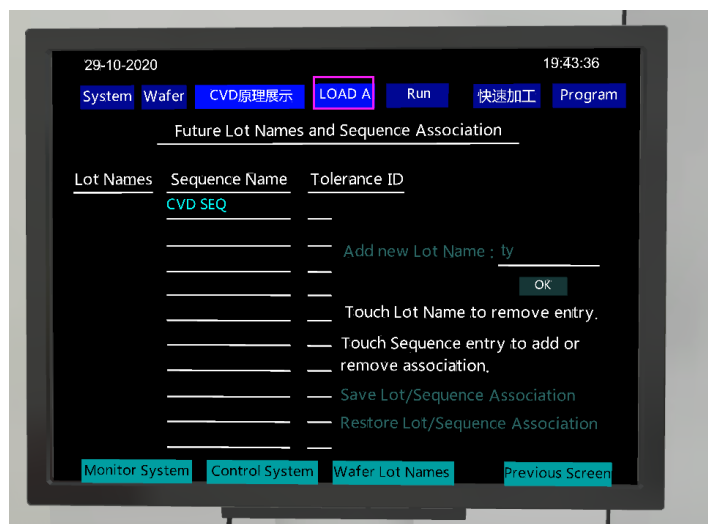 29-10-2020 19:43:36
System Wafer CVD原理展示 LOAD A Run 快速加工 Program
Future Lot Names and Sequence Association
Lot Names Sequence Name Tolerance ID
CVD SEQ
Add new Lot Name : ty
OK
Touch Lot Name to remove entry.
Touch Sequence entry to add or
remove association.
Save Lot/Sequence Association
Restore Lot/Sequence Association
Monitor System Control System Wafer Lot Names Previous Screen